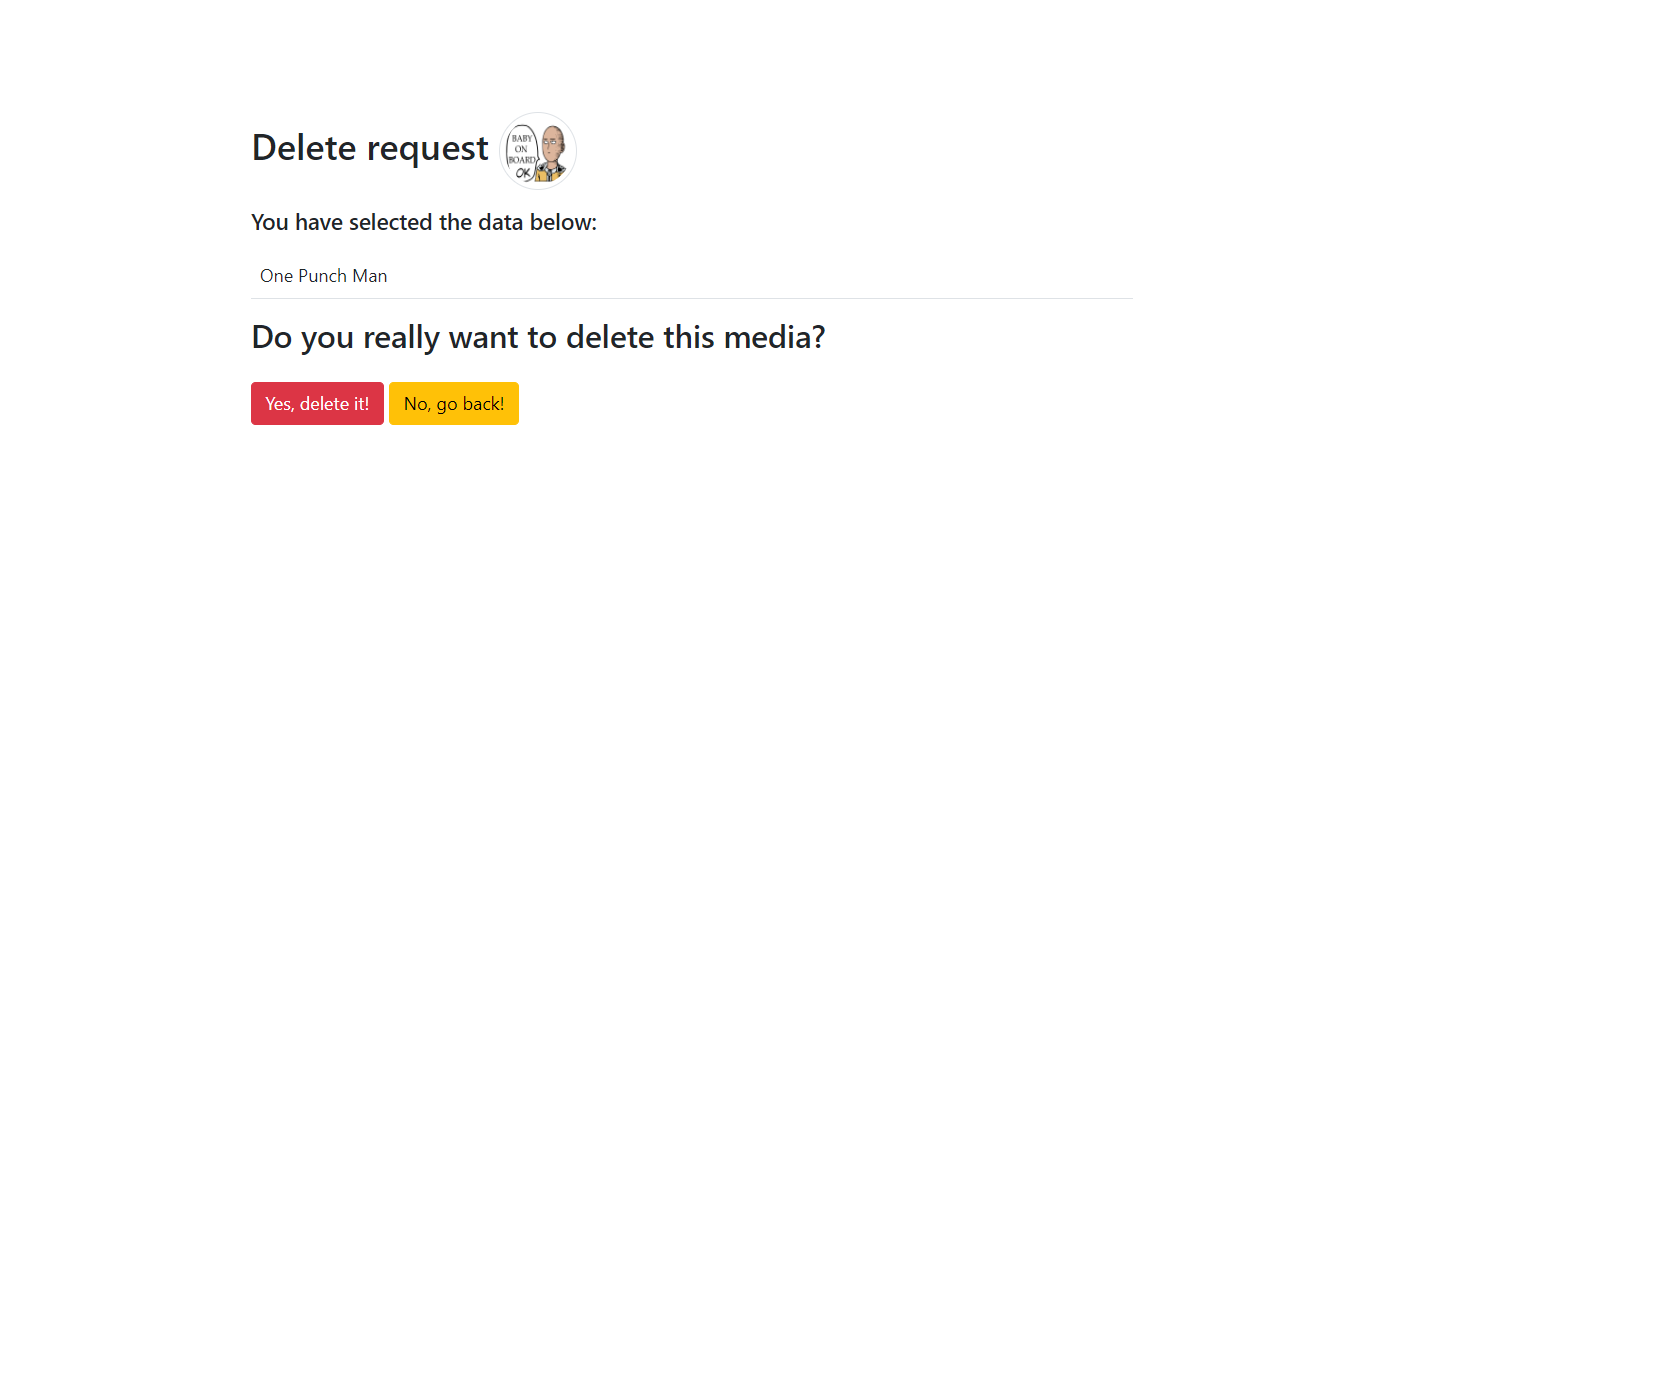 Delete request
BABY
ON
BOARD
OK
You have selected the data below:
One Punch Man
Do you really want to delete this media?
Yes, delete it! No, go back!